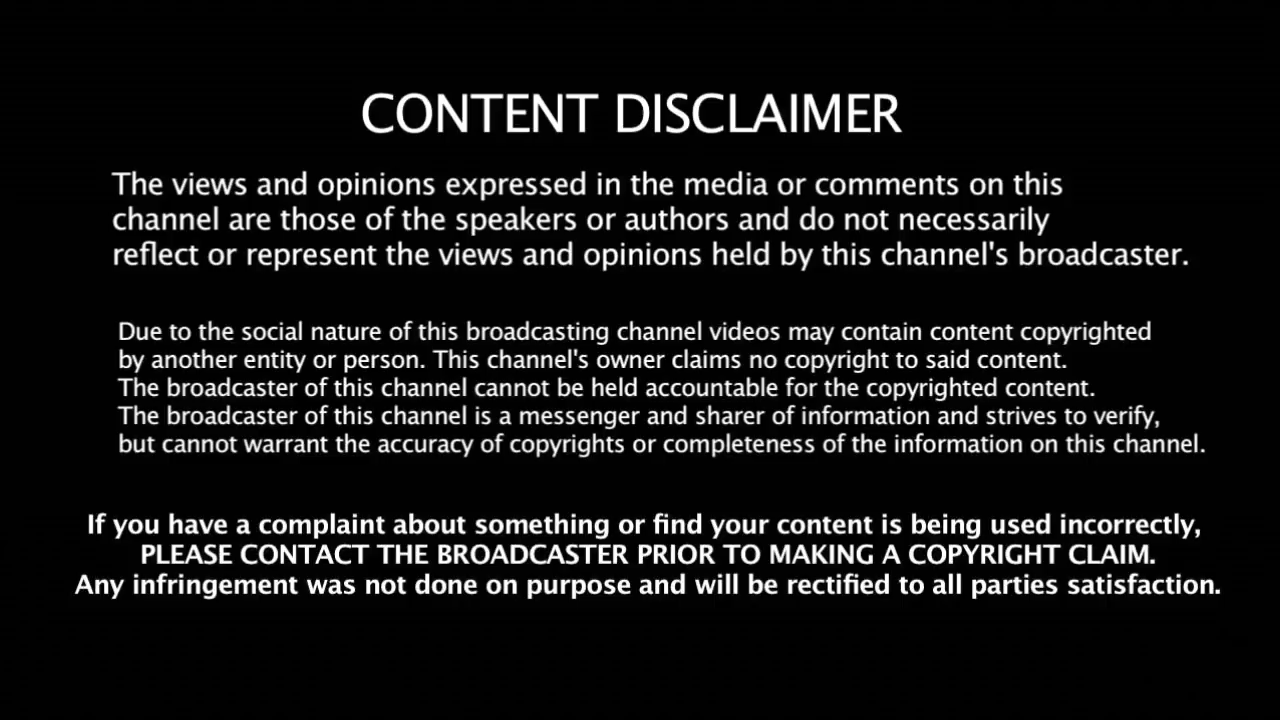 CONTENT DISCLAIMER
The views and opinions expressed in the media or comments on this
channel are those of the speakers or authors and do not necessarily
reflect or represent the views and opinions held by this channel's broadcaster.
Due to the social nature of this broadcasting channel videos may contain content copyrighted
by another entity or person. This channel's owner claims no copyright to said content.
The broadcaster of this channel cannot be held accountable for the copyrighted content.
The broadcaster of this channel is a messenger and sharer of information and strives to verify,
but cannot warrant the accuracy of copyrights or completeness of the information on this channel.
If you have a complaint about something or find your content is being used incorrectly,
PLEASE CONTACT THE BROADCASTER PRIOR TO MAKING A COPYRIGHT CLAIM.
Any infringement was not done on purpose and will be rectified to all parties satisfaction.